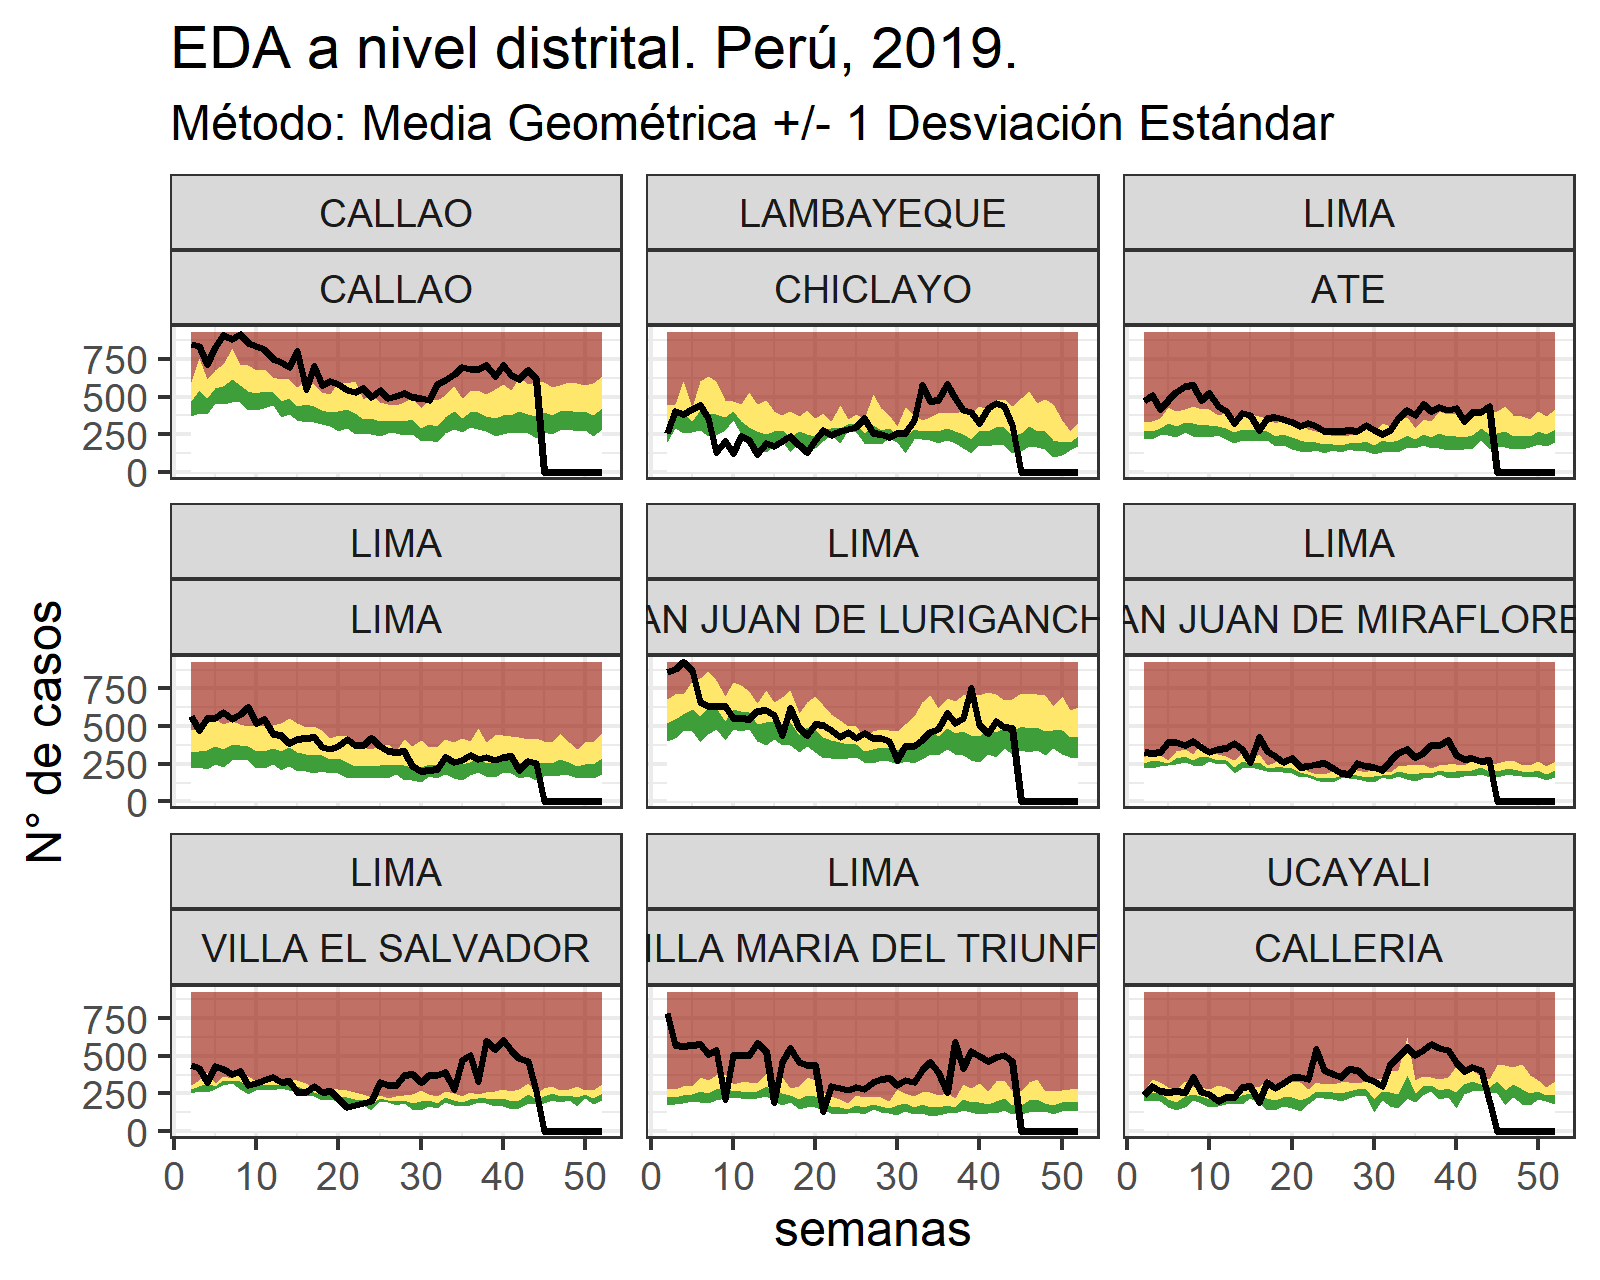 EDA a nivel distrital. Perú, 2019.
Método: Media Geométrica +/- 1 Desviación Estándar
CALLAO LAMBAYEQUE LIMA
CALLAO CHICLAYO ATE
750
500
250
0
LIMA LIMA LIMA
LIMA AN JUAN DE LURIGANCH AN JUAN DE MIRAFLORE
750
500
250
0
LIMA LIMA UCAYALI
VILLA EL SALVADOR ILLA MARIA DEL TRIUNF CALLERIA
750
500
250
0
0 10 20 30 40 50 0 10 20 30 40 50 0 10 20 30 40 50
semanas
N° de casos